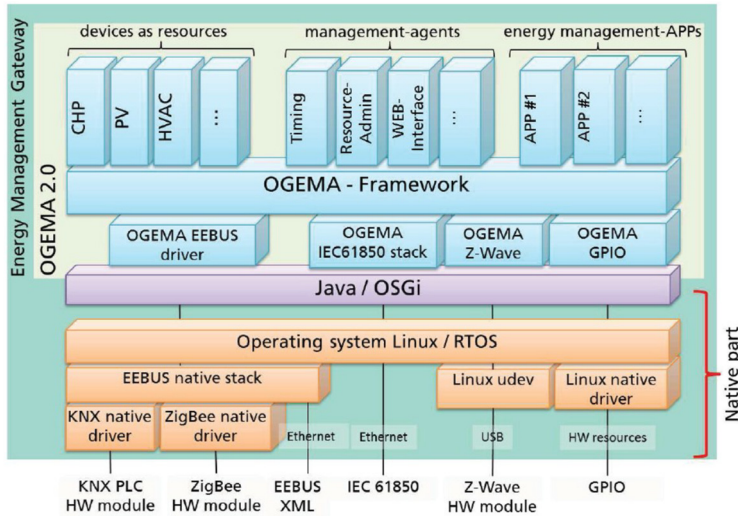 devices as resources
management-agents
energy management-APPs
Energy Management Gateway
OGEMA 2.0
CHP
PV
HVAC
...
Timing
Resource-
Admin
WEB-
Interface
...
APP #1
APP #2
...
OGEMA - Framework
OGEMA EEBUS
driver
OGEMA
IEC61850 stack
OGEMA
Z-Wave
OGEMA
GPIO
Java / OSGi
Operating system Linux / RTOS
EEBUS native stack
Linux udev
Linux native
driver
KNX native
driver
ZigBee native
driver
Ethernet
Ethernet
USB
HW resources
Native part
KNX PLC
HW module
ZigBee
HW module
EEBUS
XML
IEC 61850
Z-Wave
HW module
GPIO